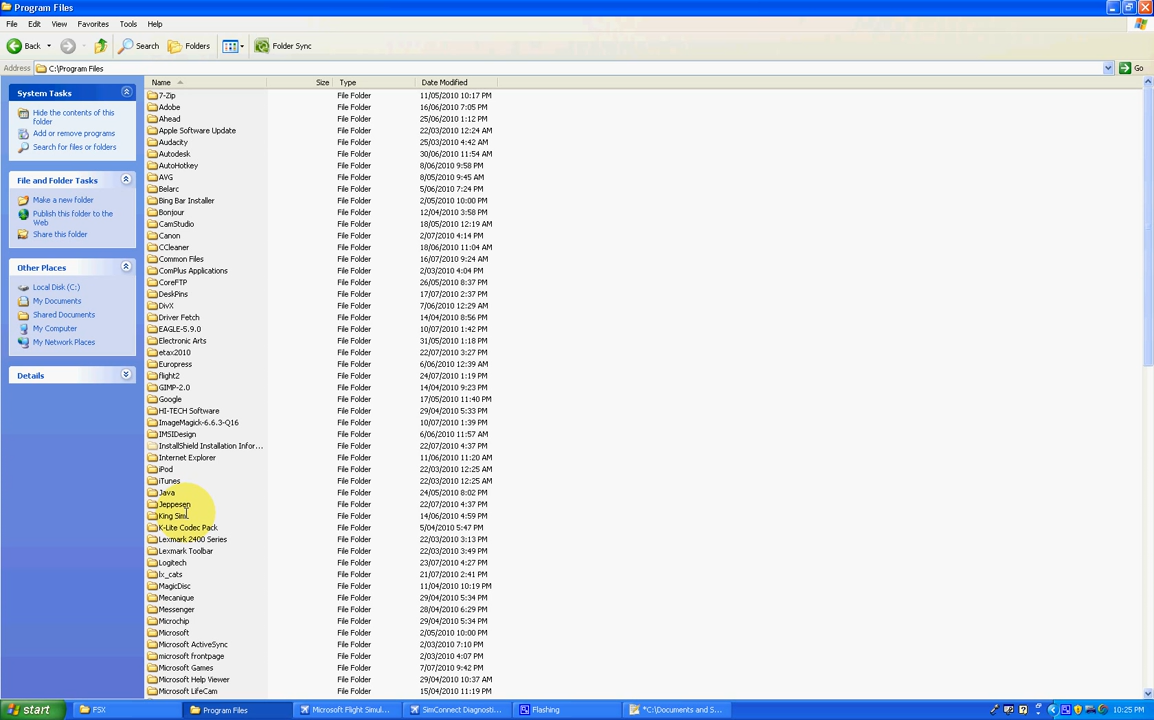 Program Files
File Edit View Favorites Tools Help
Back Search Folders Folder Sync
Address C:\Program Files Go
System Tasks
Hide the contents of this
folder
Add or remove programs
Search for files or folders
File and Folder Tasks
Make a new folder
Publish this folder to the
Web
Share this folder
Other Places
Local Disk (C:)
My Documents
Shared Documents
My Computer
My Network Places
Details
Name Size Type Date Modified
7-Zip File Folder 11/05/2010 10:17 PM
Adobe File Folder 16/06/2010 7:05 PM
Ahead File Folder 25/06/2010 1:12 PM
Apple Software Update File Folder 22/03/2010 12:24 AM
Audacity File Folder 25/03/2010 4:42 AM
Autodesk File Folder 30/06/2010 11:54 AM
AutoHotkey File Folder 8/06/2010 9:58 PM
AVG File Folder 8/05/2010 9:45 AM
Belarc File Folder 5/06/2010 7:24 PM
Bing Bar Installer File Folder 2/05/2010 10:00 PM
Bonjour File Folder 12/04/2010 3:58 PM
CamStudio File Folder 18/05/2010 12:19 AM
Canon File Folder 2/07/2010 4:14 PM
CCleaner File Folder 18/06/2010 11:04 AM
Common Files File Folder 16/07/2010 9:24 AM
ComPlus Applications File Folder 2/03/2010 4:04 PM
CoreFTP File Folder 26/05/2010 8:37 PM
DeskPins File Folder 17/07/2010 2:37 PM
DivX File Folder 7/06/2010 12:29 AM
Driver Fetch File Folder 14/04/2010 8:56 PM
EAGLE-5.9.0 File Folder 10/07/2010 1:42 PM
Electronic Arts File Folder 31/05/2010 1:18 PM
etax2010 File Folder 22/07/2010 3:27 PM
Europress File Folder 6/06/2010 12:39 AM
flight2 File Folder 24/07/2010 1:19 PM
GIMP-2.0 File Folder 14/04/2010 9:23 PM
Google File Folder 17/05/2010 11:40 PM
HI-TECH Software File Folder 29/04/2010 5:33 PM
ImageMagick-6.6.3-Q16 File Folder 10/07/2010 1:39 PM
IMSIDesign File Folder 6/06/2010 11:57 AM
InstallShield Installation Infor... File Folder 22/07/2010 4:37 PM
Internet Explorer File Folder 11/06/2010 11:20 AM
iPod File Folder 22/03/2010 12:25 AM
iTunes File Folder 22/03/2010 12:25 AM
Java File Folder 24/05/2010 8:02 PM
Jeppesen File Folder 22/07/2010 4:37 PM
King Sim File Folder 14/06/2010 4:59 PM
K-Lite Codec Pack File Folder 5/04/2010 5:47 PM
Lexmark 2400 Series File Folder 22/03/2010 3:13 PM
Lexmark Toolbar File Folder 22/03/2010 3:49 PM
Logitech File Folder 23/07/2010 4:27 PM
lx_cats File Folder 21/07/2010 2:41 PM
MagicDisc File Folder 11/04/2010 10:19 PM
Mecanique File Folder 29/04/2010 5:34 PM
Messenger File Folder 28/04/2010 6:29 PM
Microchip File Folder 29/04/2010 5:34 PM
Microsoft File Folder 2/05/2010 10:00 PM
Microsoft ActiveSync File Folder 2/03/2010 7:10 PM
microsoft frontpage File Folder 2/03/2010 4:07 PM
Microsoft Games File Folder 7/07/2010 9:42 PM
Microsoft Help Viewer File Folder 29/04/2010 10:37 AM
Microsoft LifeCam File Folder 15/04/2010 11:19 PM
start FSX Program Files Microsoft Flight Simul... SimConnect Diagnosti... Flashing *C:\Documents and S... 10:25 PM